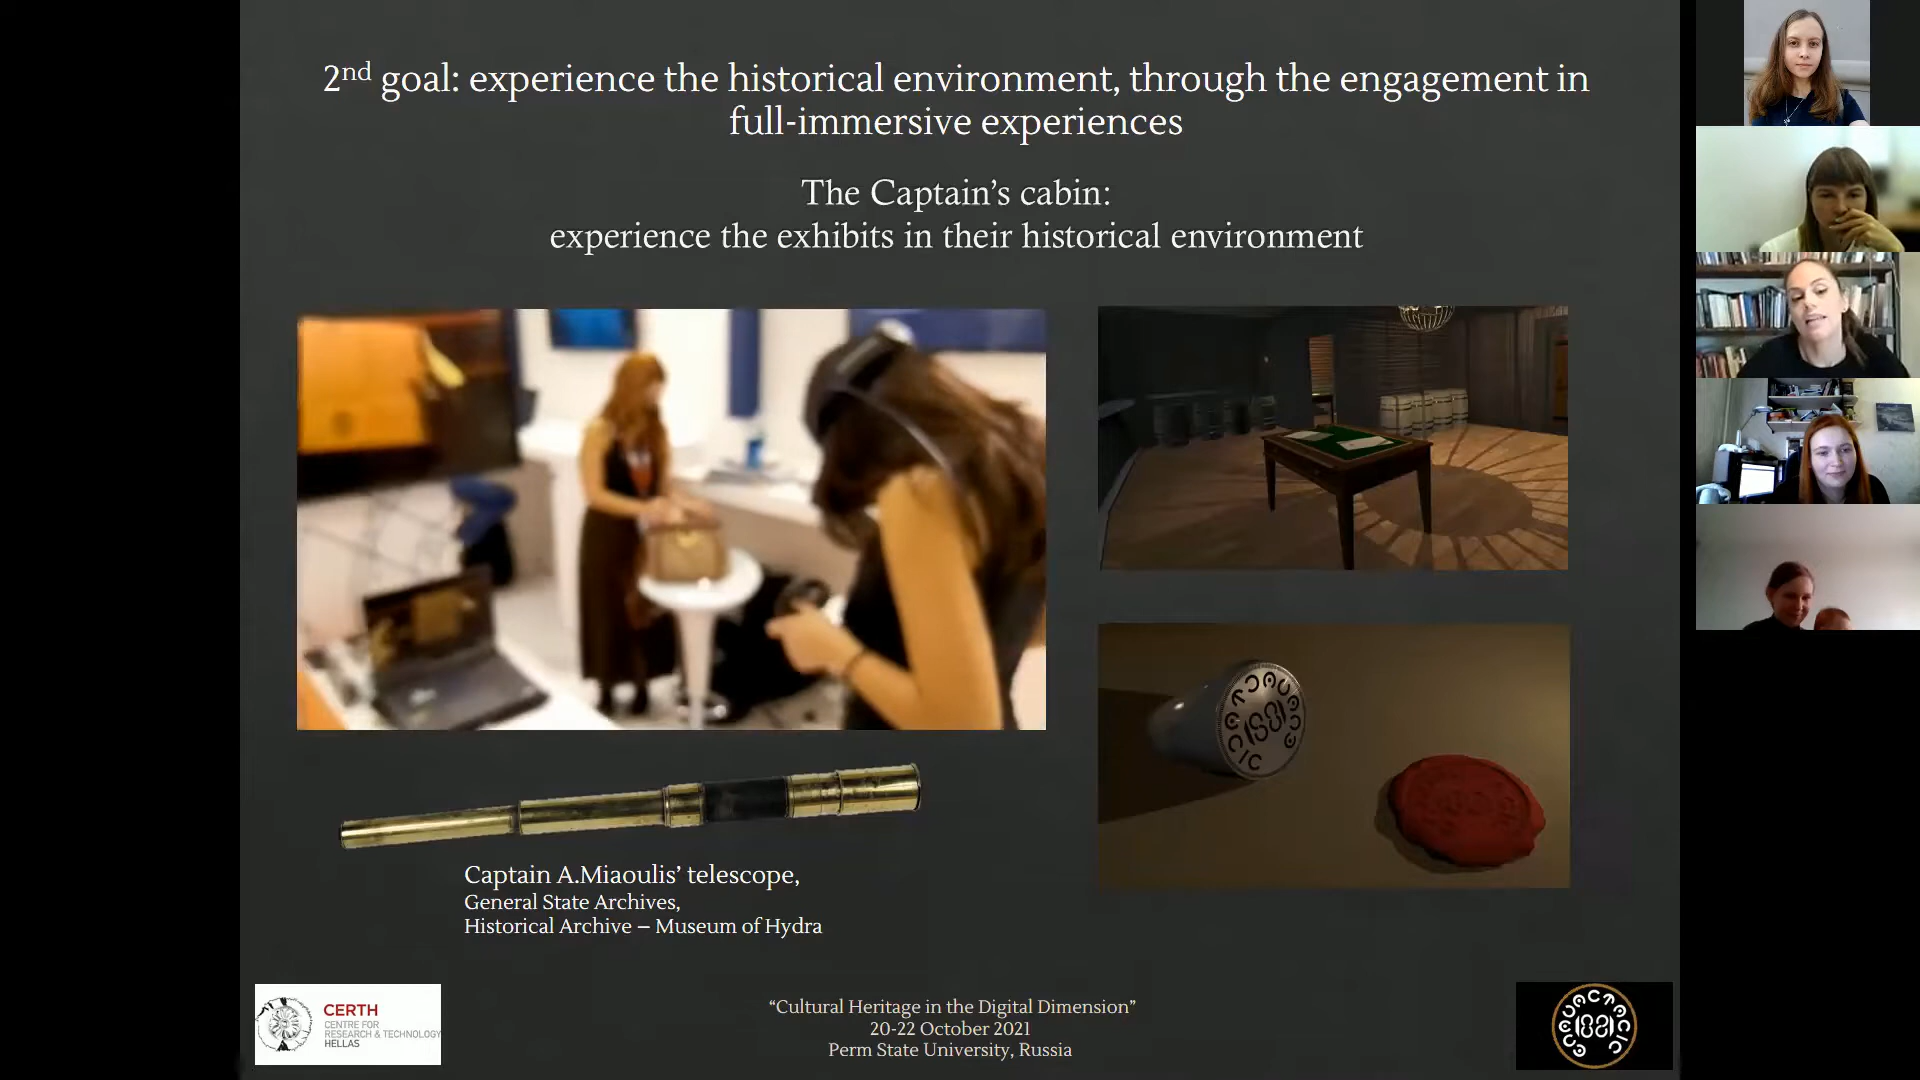 2nd goal: experience the historical environment, through the engagement in
full-immersive experiences
The Captain’s cabin:
experience the exhibits in their historical environment
Captain A.Miaoulis’ telescope,
General State Archives,
Historical Archive – Museum of Hydra
CERTH
CENTRE FOR
RESEARCH & TECHNOLOGY
HELLAS
“Cultural Heritage in the Digital Dimension”
20-22 October 2021
Perm State University, Russia